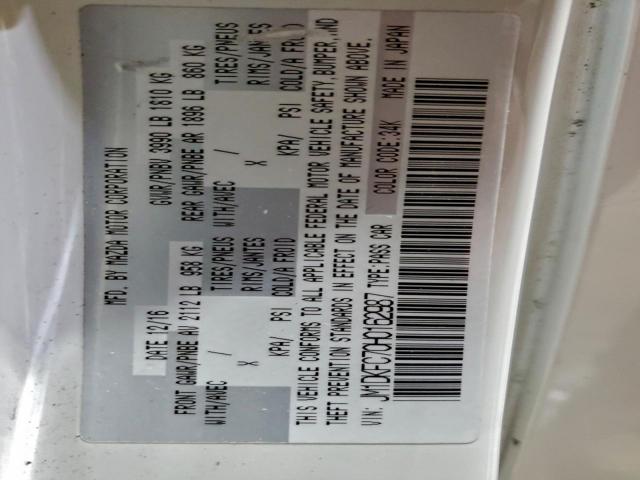 MFD. BY MAZDA MOTOR CORPORATION
DATE 12/16 GVWR/PNBV 3990 LB 1810 KG
FRONT GAWR/PNBE AV 2112 LB 958 KG REAR GAWR/PNBE AR 1898 LB 860 KG
WITH/AVEC / TIRES/PNEUS WITH/AVEC / TIRES/PNEUS
X RIMS/JANTES X RIMS/JANTES
KPA/ PSI COLD/A FROID KPA/ PSI COLD/A FROID
THIS VEHICLE CONFORMS TO ALL APPLICABLE FEDERAL MOTOR VEHICLE SAFETY, BUMPER, AND
THEFT PREVENTION STANDARDS IN EFFECT ON THE DATE OF MANUFACTURE SHOWN ABOVE.
VIN: JM1DKFC70H0162987 TYPE:PASS CAR COLOR CODE:34K MADE IN JAPAN